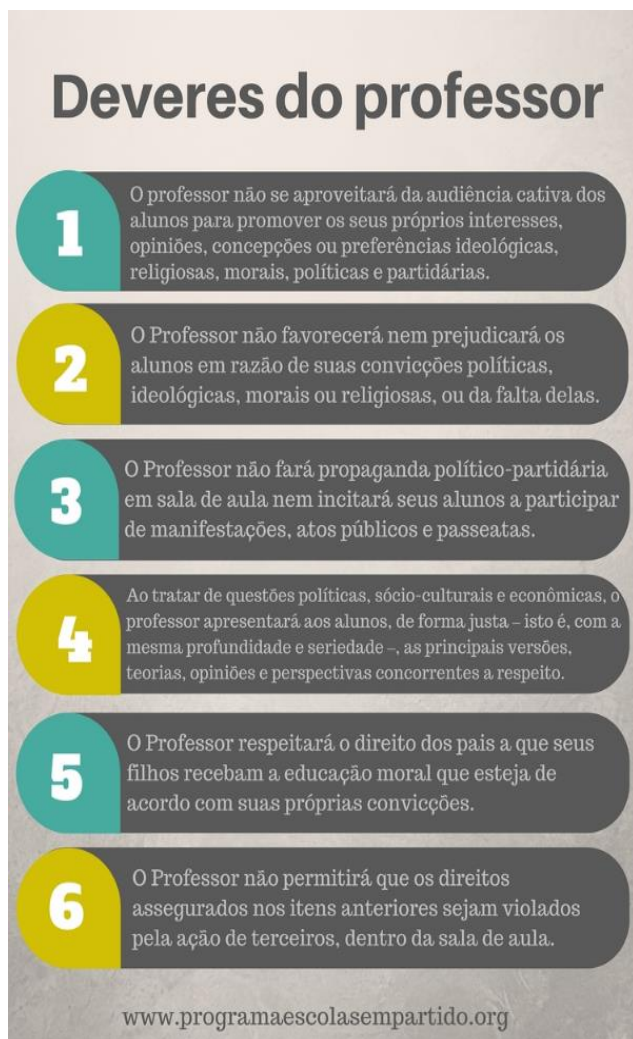 Deveres do professor
1
O professor não se aproveitará da audiência cativa dos
alunos para promover os seus próprios interesses,
opiniões, concepções ou preferências ideológicas,
religiosas, morais, políticas e partidárias.
2
O Professor não favorecerá nem prejudicará os
alunos em razão de suas convicções políticas,
ideológicas, morais ou religiosas, ou da falta delas.
3
O Professor não fará propaganda político-partidária
em sala de aula nem incitará seus alunos a participar
de manifestações, atos públicos e passeatas.
4
Ao tratar de questões políticas, sócio-culturais e econômicas, o
professor apresentará aos alunos, de forma justa – isto é, com a
mesma profundidade e seriedade –, as principais versões,
teorias, opiniões e perspectivas concorrentes a respeito.
5
O Professor respeitará o direito dos pais a que seus
filhos recebam a educação moral que esteja de
acordo com suas próprias convicções.
6
O Professor não permitirá que os direitos
assegurados nos itens anteriores sejam violados
pela ação de terceiros, dentro da sala de aula.
www.programaescolasempartido.org